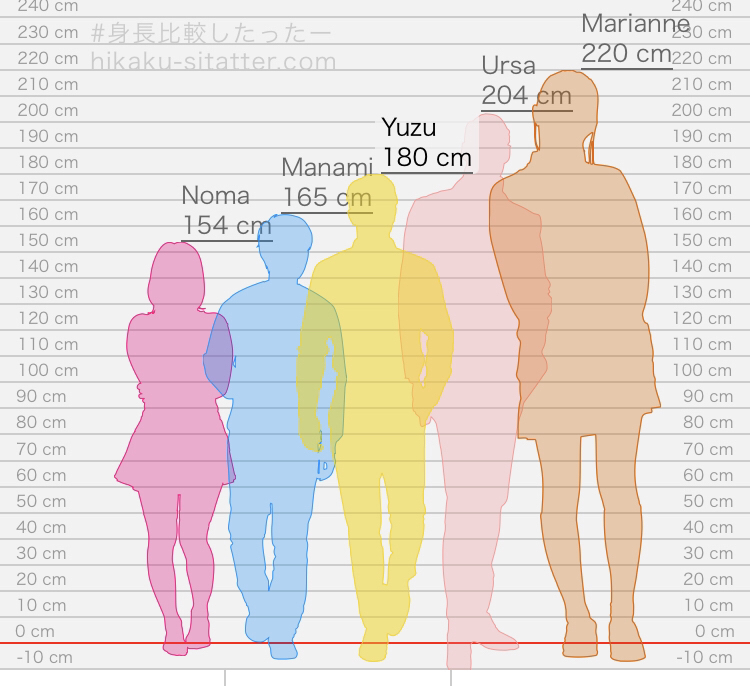 240 cm
240 cm
Marianne
#身長比較したったー
230 cm
230 cm
hikaku-sitatter.com
220 cm
220 cm
220 cm
Ursa
210 cm
210 cm
204 cm
200 cm
200 cm
Yuzu
190 cm
190 cm
180 cm
180 cm
180 cm
Manami
170 cm
170 cm
Noma
165 cm
160 cm
160 cm
154 cm
150 cm
150 cm
140 cm
140 cm
130 cm
130 cm
120 cm
120 cm
110 cm
110 cm
100 cm
100 cm
90 cm
90 cm
80 cm
80 cm
70 cm
70 cm
60 cm
60 cm
50 cm
50 cm
40 cm
40 cm
30 cm
30 cm
20 cm
20 cm
10 cm
10 cm
0 cm
0 cm
-10 cm
-10 cm